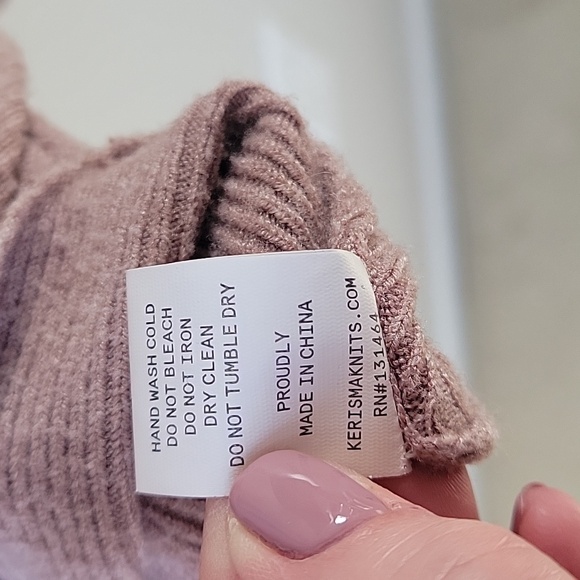 HAND WASH COLD
DO NOT BLEACH
DO NOT IRON
DRY CLEAN
DO NOT TUMBLE DRY
PROUDLY
MADE IN CHINA
KERISMAKNITS.COM
RN#131464